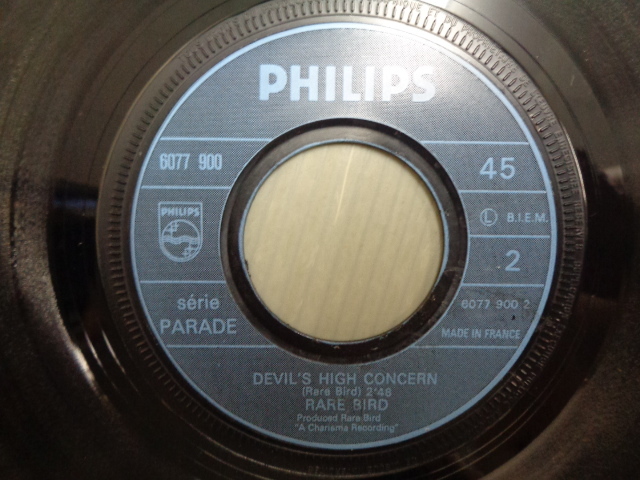 PHILIPS
6077 900
45
PHILIPS
L B.I.E.M.
2
série
PARADE
6077 900 2
MADE IN FRANCE
DEVIL'S HIGH CONCERN
(Rare Bird) 2'48
RARE BIRD
Produced Rare Bird
"A Charisma Recording"